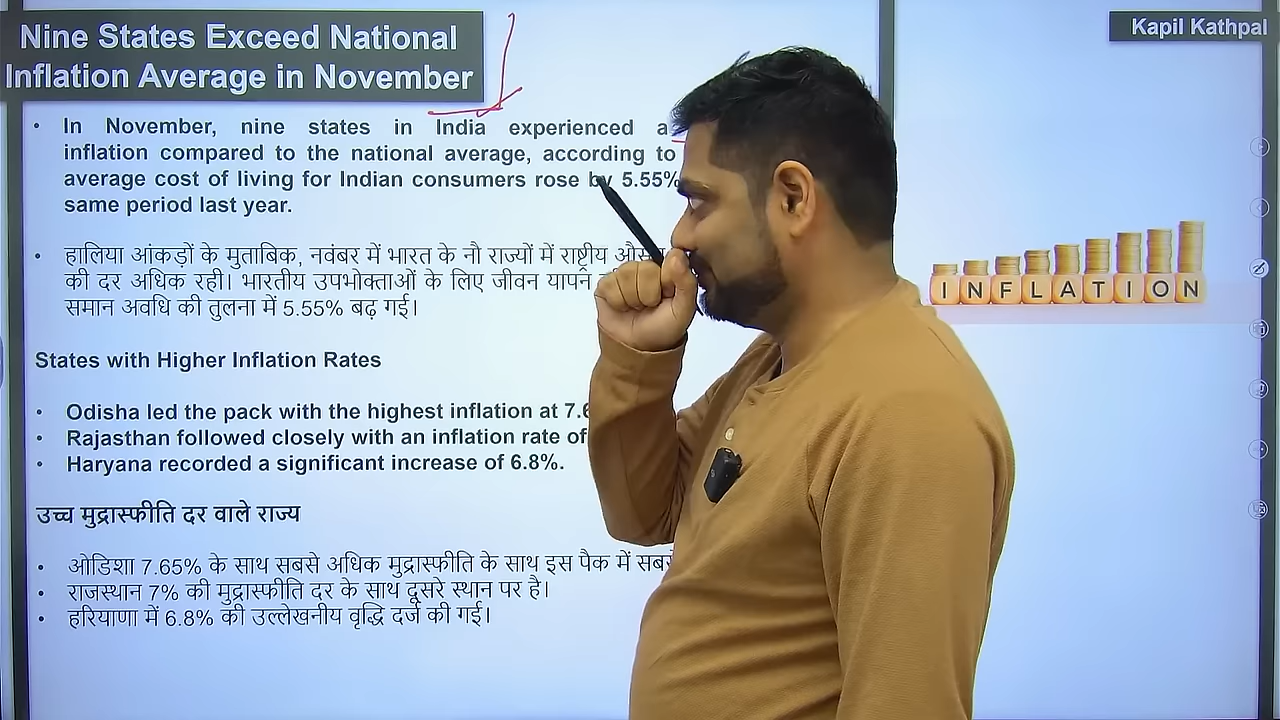 Nine States Exceed National
Inflation Average in November
Kapil Kathpal
• In November, nine states in India experienced a
inflation compared to the national average, according to
average cost of living for Indian consumers rose by 5.55%
same period last year.
• हालिया आंकड़ों के मुताबिक, नवंबर में भारत के नौ राज्यों में राष्ट्रीय
की दर अधिक रही। भारतीय उपभोक्ताओं के लिए जीवन यापन
समान अवधि की तुलना में 5.55% बढ़ गई।
INFLATION
States with Higher Inflation Rates
• Odisha led the pack with the highest inflation at
• Rajasthan followed closely with an inflation rate of
• Haryana recorded a significant increase of 6.8%.
उच्च मुद्रास्फीति दर वाले राज्य
• ओडिशा 7.65% के साथ सबसे अधिक मुद्रास्फीति के साथ इस पैक में
• राजस्थान 7% की मुद्रास्फीति दर के साथ दूसरे स्थान पर है।
• हरियाणा में 6.8% की उल्लेखनीय वृद्धि दर्ज की गई।